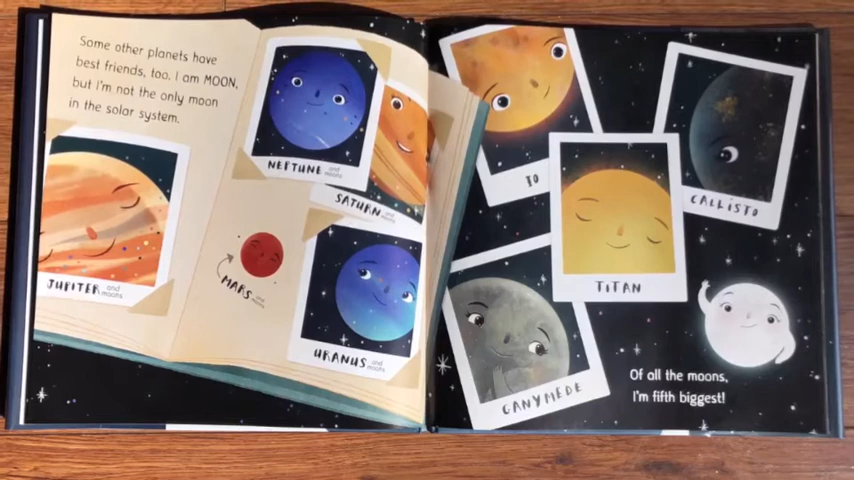 Some other planets have
best friends, too. I am MOON,
but I'm not the only moon
in the solar system.
NEPTUNE and moons
SATURN and moons
JUPITER and moons
MARS and moons
URANUS and moons
IO
CALLISTO
TITAN
GANYMEDE
Of all the moons,
I'm fifth biggest!